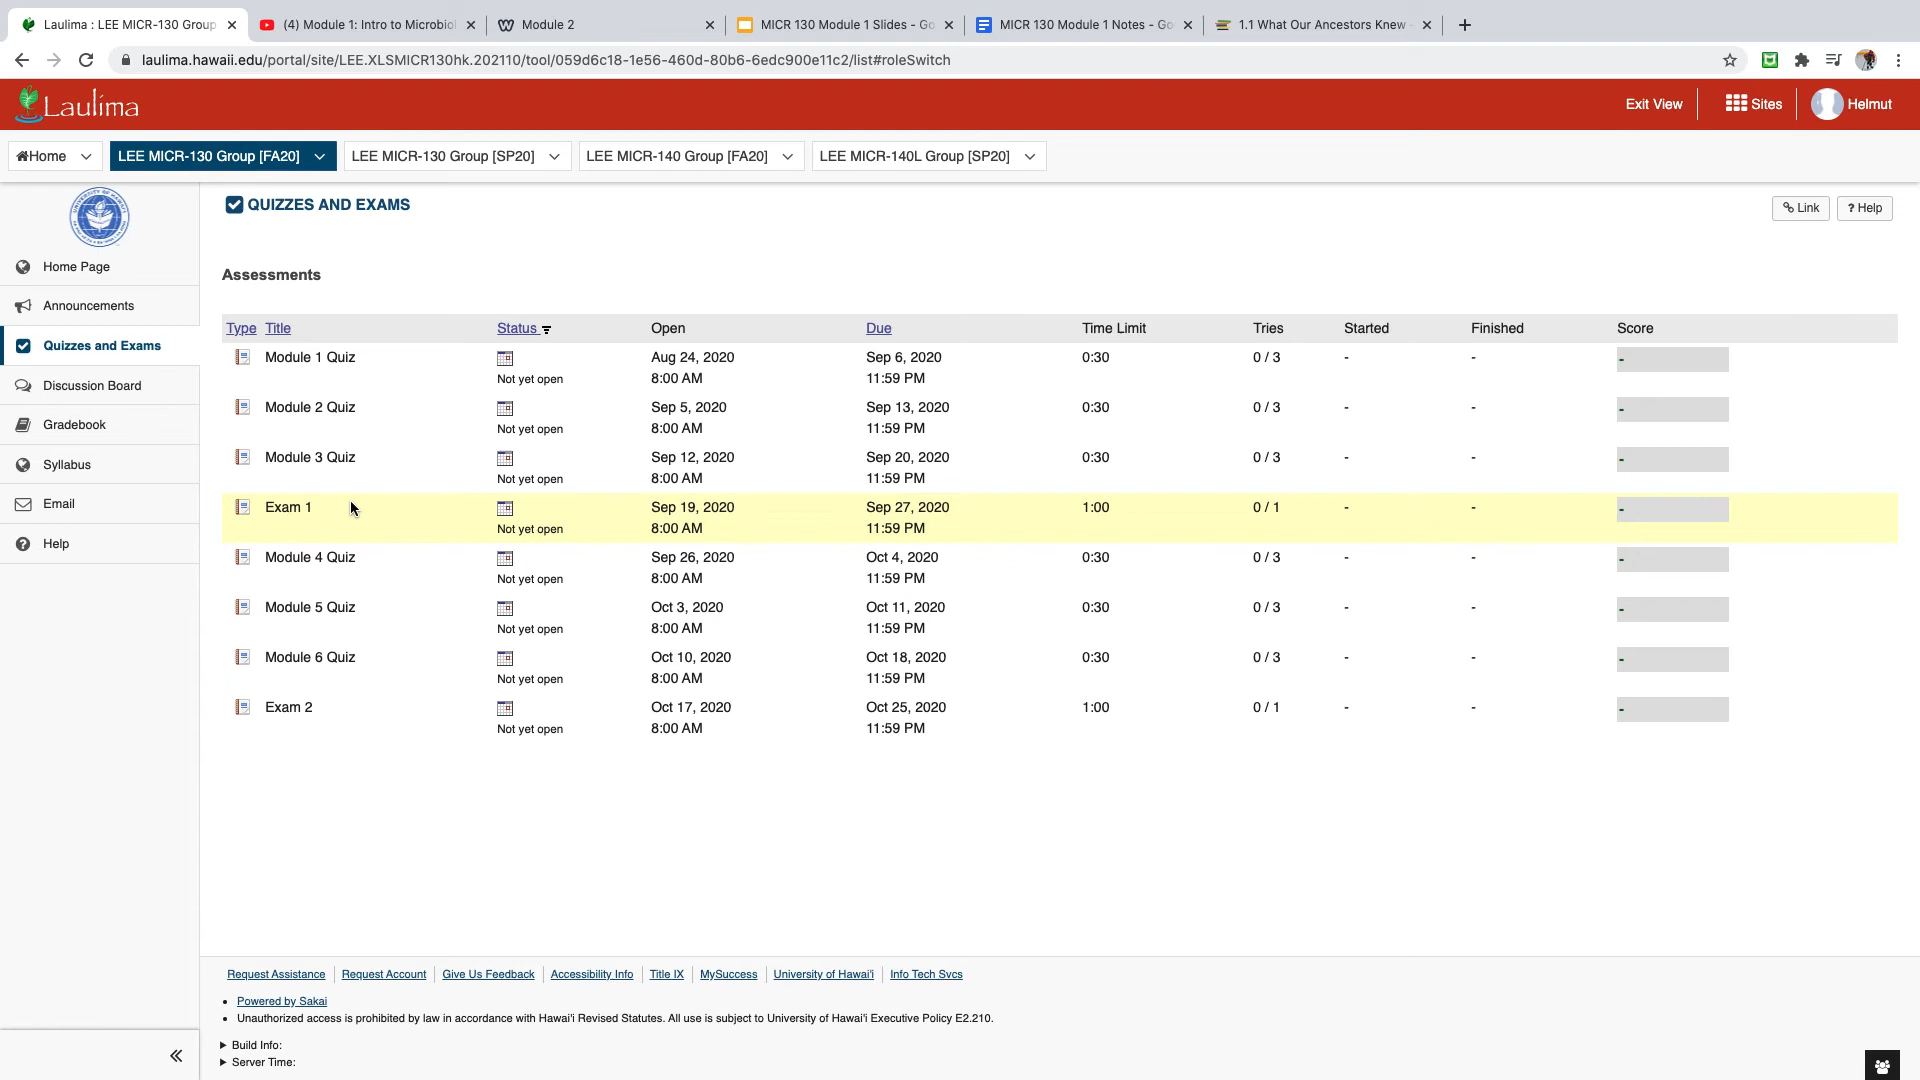 Laulima : LEE MICR-130 Group
(4) Module 1: Intro to Microbiol
Module 2
MICR 130 Module 1 Slides - Go
MICR 130 Module 1 Notes - Go
1.1 What Our Ancestors Knew -
laulima.hawaii.edu/portal/site/LEE.XLSMICR130hk.202110/tool/059d6c18-1e56-460d-80b6-6edc900e11c2/list#roleSwitch
Laulima
Exit View
Sites
Helmut
Home
LEE MICR-130 Group [FA20]
LEE MICR-130 Group [SP20]
LEE MICR-140 Group [FA20]
LEE MICR-140L Group [SP20]
Home Page
Announcements
Quizzes and Exams
Discussion Board
Gradebook
Syllabus
Email
Help
QUIZZES AND EXAMS
Link
? Help
Assessments
Type Title Status Open Due Time Limit Tries Started Finished Score
Module 1 Quiz Aug 24, 2020 Sep 6, 2020 0:30 0 / 3 - - -
Not yet open 8:00 AM 11:59 PM
Module 2 Quiz Sep 5, 2020 Sep 13, 2020 0:30 0 / 3 - - -
Not yet open 8:00 AM 11:59 PM
Module 3 Quiz Sep 12, 2020 Sep 20, 2020 0:30 0 / 3 - - -
Not yet open 8:00 AM 11:59 PM
Exam 1 Sep 19, 2020 Sep 27, 2020 1:00 0 / 1 - - -
Not yet open 8:00 AM 11:59 PM
Module 4 Quiz Sep 26, 2020 Oct 4, 2020 0:30 0 / 3 - - -
Not yet open 8:00 AM 11:59 PM
Module 5 Quiz Oct 3, 2020 Oct 11, 2020 0:30 0 / 3 - - -
Not yet open 8:00 AM 11:59 PM
Module 6 Quiz Oct 10, 2020 Oct 18, 2020 0:30 0 / 3 - - -
Not yet open 8:00 AM 11:59 PM
Exam 2 Oct 17, 2020 Oct 25, 2020 1:00 0 / 1 - - -
Not yet open 8:00 AM 11:59 PM
Request Assistance Request Account Give Us Feedback Accessibility Info Title IX MySuccess University of Hawai'i Info Tech Svcs
Powered by Sakai
Unauthorized access is prohibited by law in accordance with Hawai'i Revised Statutes. All use is subject to University of Hawai'i Executive Policy E2.210.
Build Info:
Server Time: